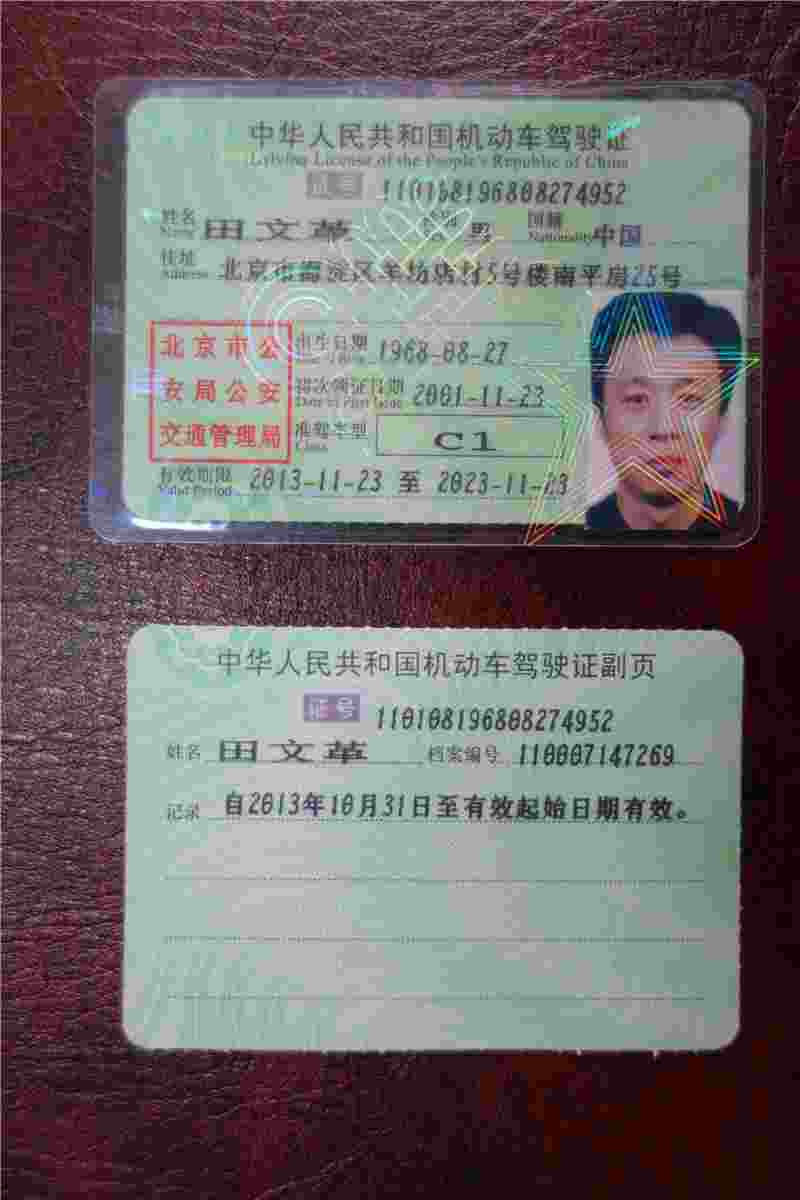 中华人民共和国机动车驾驶证
Driving License of the People's Republic of China
证号 110108196808274952
姓名 田文革 性别 男 国籍 中国
Name Nationality
住址 北京市海淀区羊坊店村5号楼南平房25号
Address
北京市公
安局公安
交通管理局
出生日期 1968-08-27
初次领证日期 2001-11-23
Date of First Issue
准驾车型 C1
Class
有效期限 2013-11-23 至 2023-11-23
Valid Period
中华人民共和国机动车驾驶证副页
证号 110108196808274952
姓名 田文革 档案编号 110007147269
记录 自2013年10月31日至有效起始日期有效。